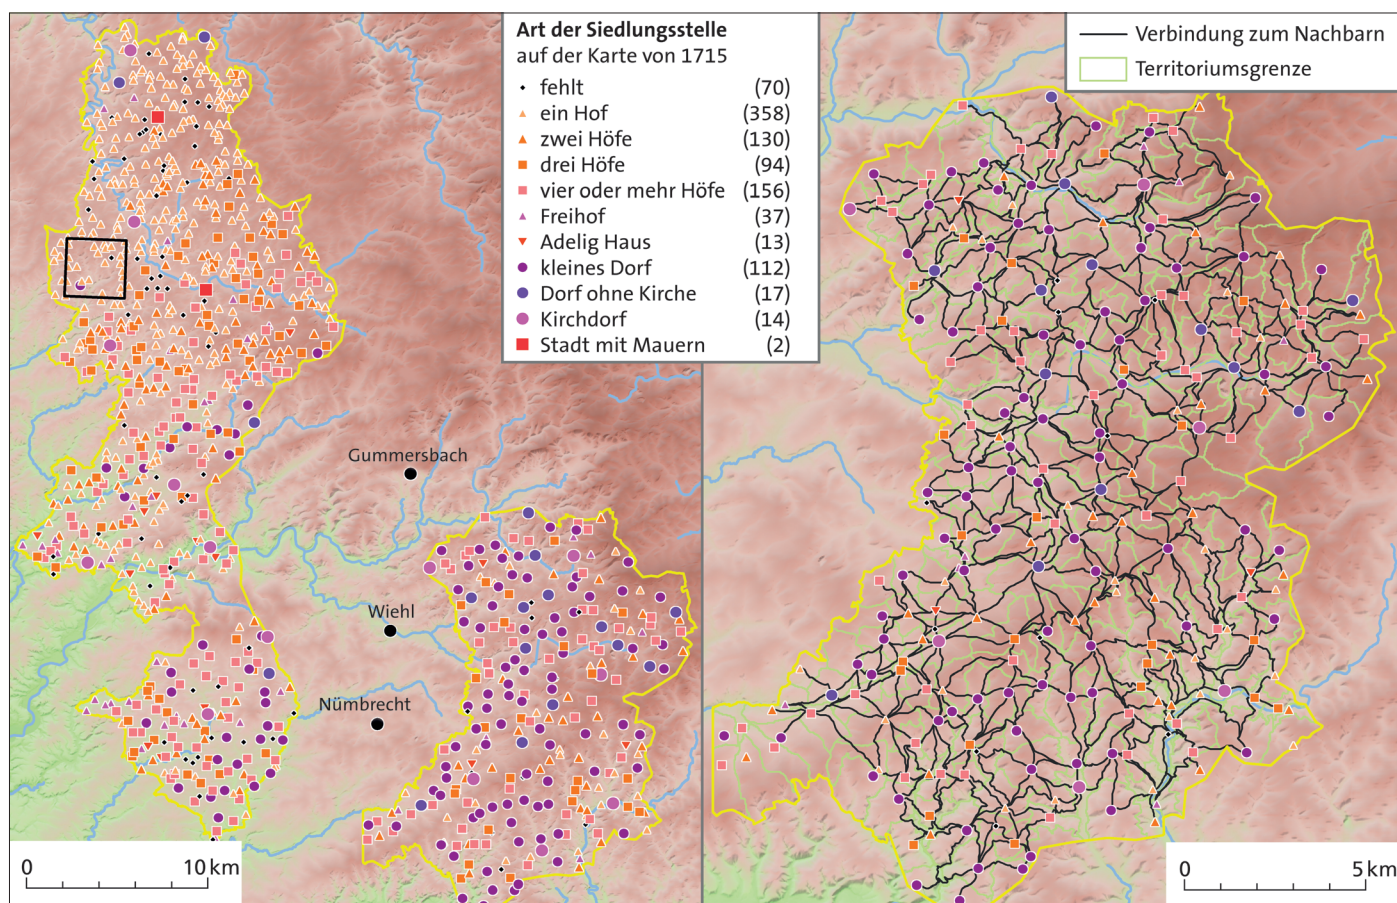 Art der Siedlungsstelle
auf der Karte von 1715
fehlt (70)
ein Hof (358)
zwei Höfe (130)
drei Höfe (94)
vier oder mehr Höfe (156)
Freihof (37)
Adelig Haus (13)
kleines Dorf (112)
Dorf ohne Kirche (17)
Kirchdorf (14)
Stadt mit Mauern (2)
Verbindung zum Nachbarn
Territoriumsgrenze
Gummersbach
Wiehl
Nümbrecht
0 10 km
0 5 km